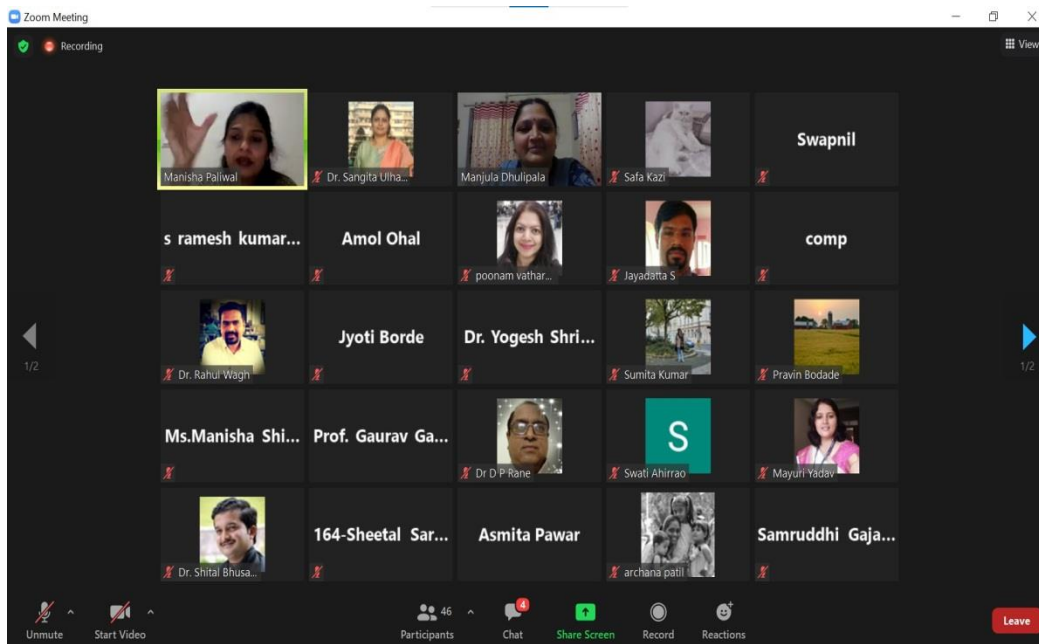 Zoom Meeting
Recording
View
Manisha Paliwal
Dr. Sangita Ulha...
Manjula Dhulipala
Safa Kazi
Swapnil
s ramesh kumar...
Amol Ohal
poonam vathar...
Jayadatta S
comp
Dr. Rahul Wagh
Jyoti Borde
Dr. Yogesh Shri...
Sumita Kumar
Pravin Bodade
1/2
1/2
Ms.Manisha Shi...
Prof. Gaurav Ga...
Dr D P Rane
S
Swati Ahirrao
Mayuri Yadav
Dr. Shital Bhusa...
164-Sheetal Sar...
Asmita Pawar
archana patil
Samruddhi Gaja...
Unmute
Start Video
46
Participants
4
Chat
Share Screen
Record
Reactions
Leave